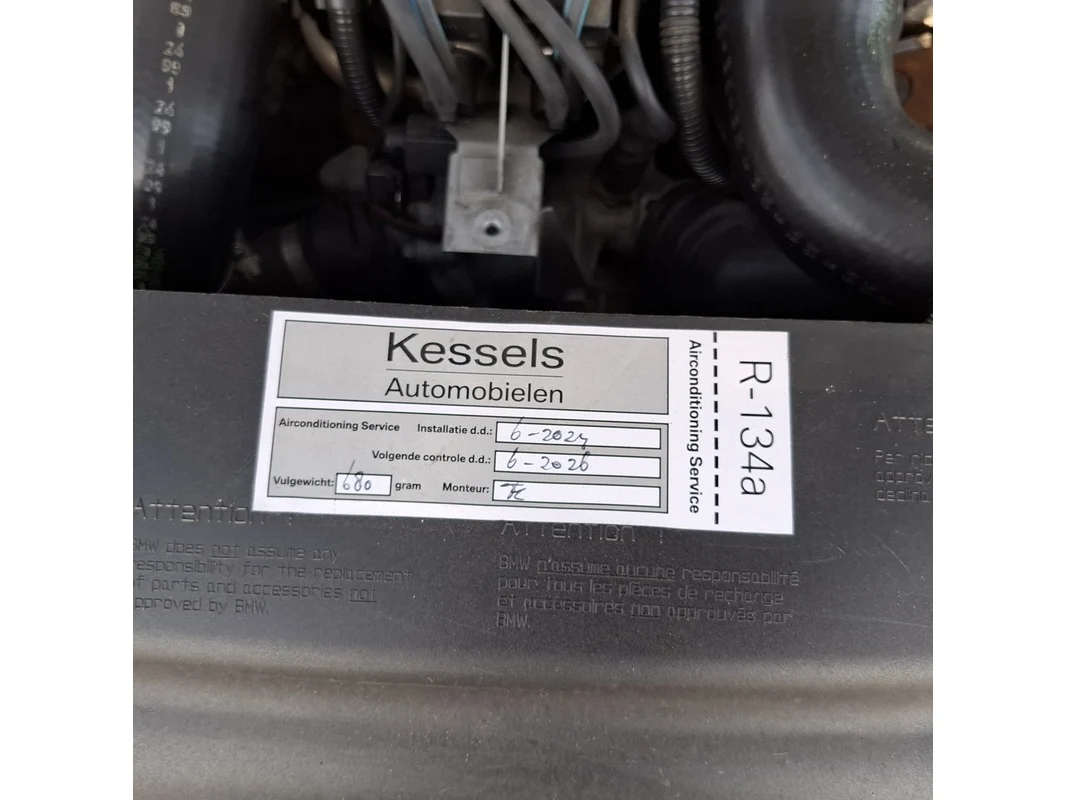 Kessels
Automobielen
Airconditioning Service Installatie d.d.: 6-2024
Volgende controle d.d.: 6-2026
Vulgewicht: 680 gram Monteur:
Airconditioning Service
R-134a
Attention !
BMW does not assume any
responsibility for the replacement
of parts and accessories not
approved by BMW.
Attention !
BMW n'assume aucune responsabilité
pour tous les pièces de rechange
et accessoires non approuvés par
BMW.